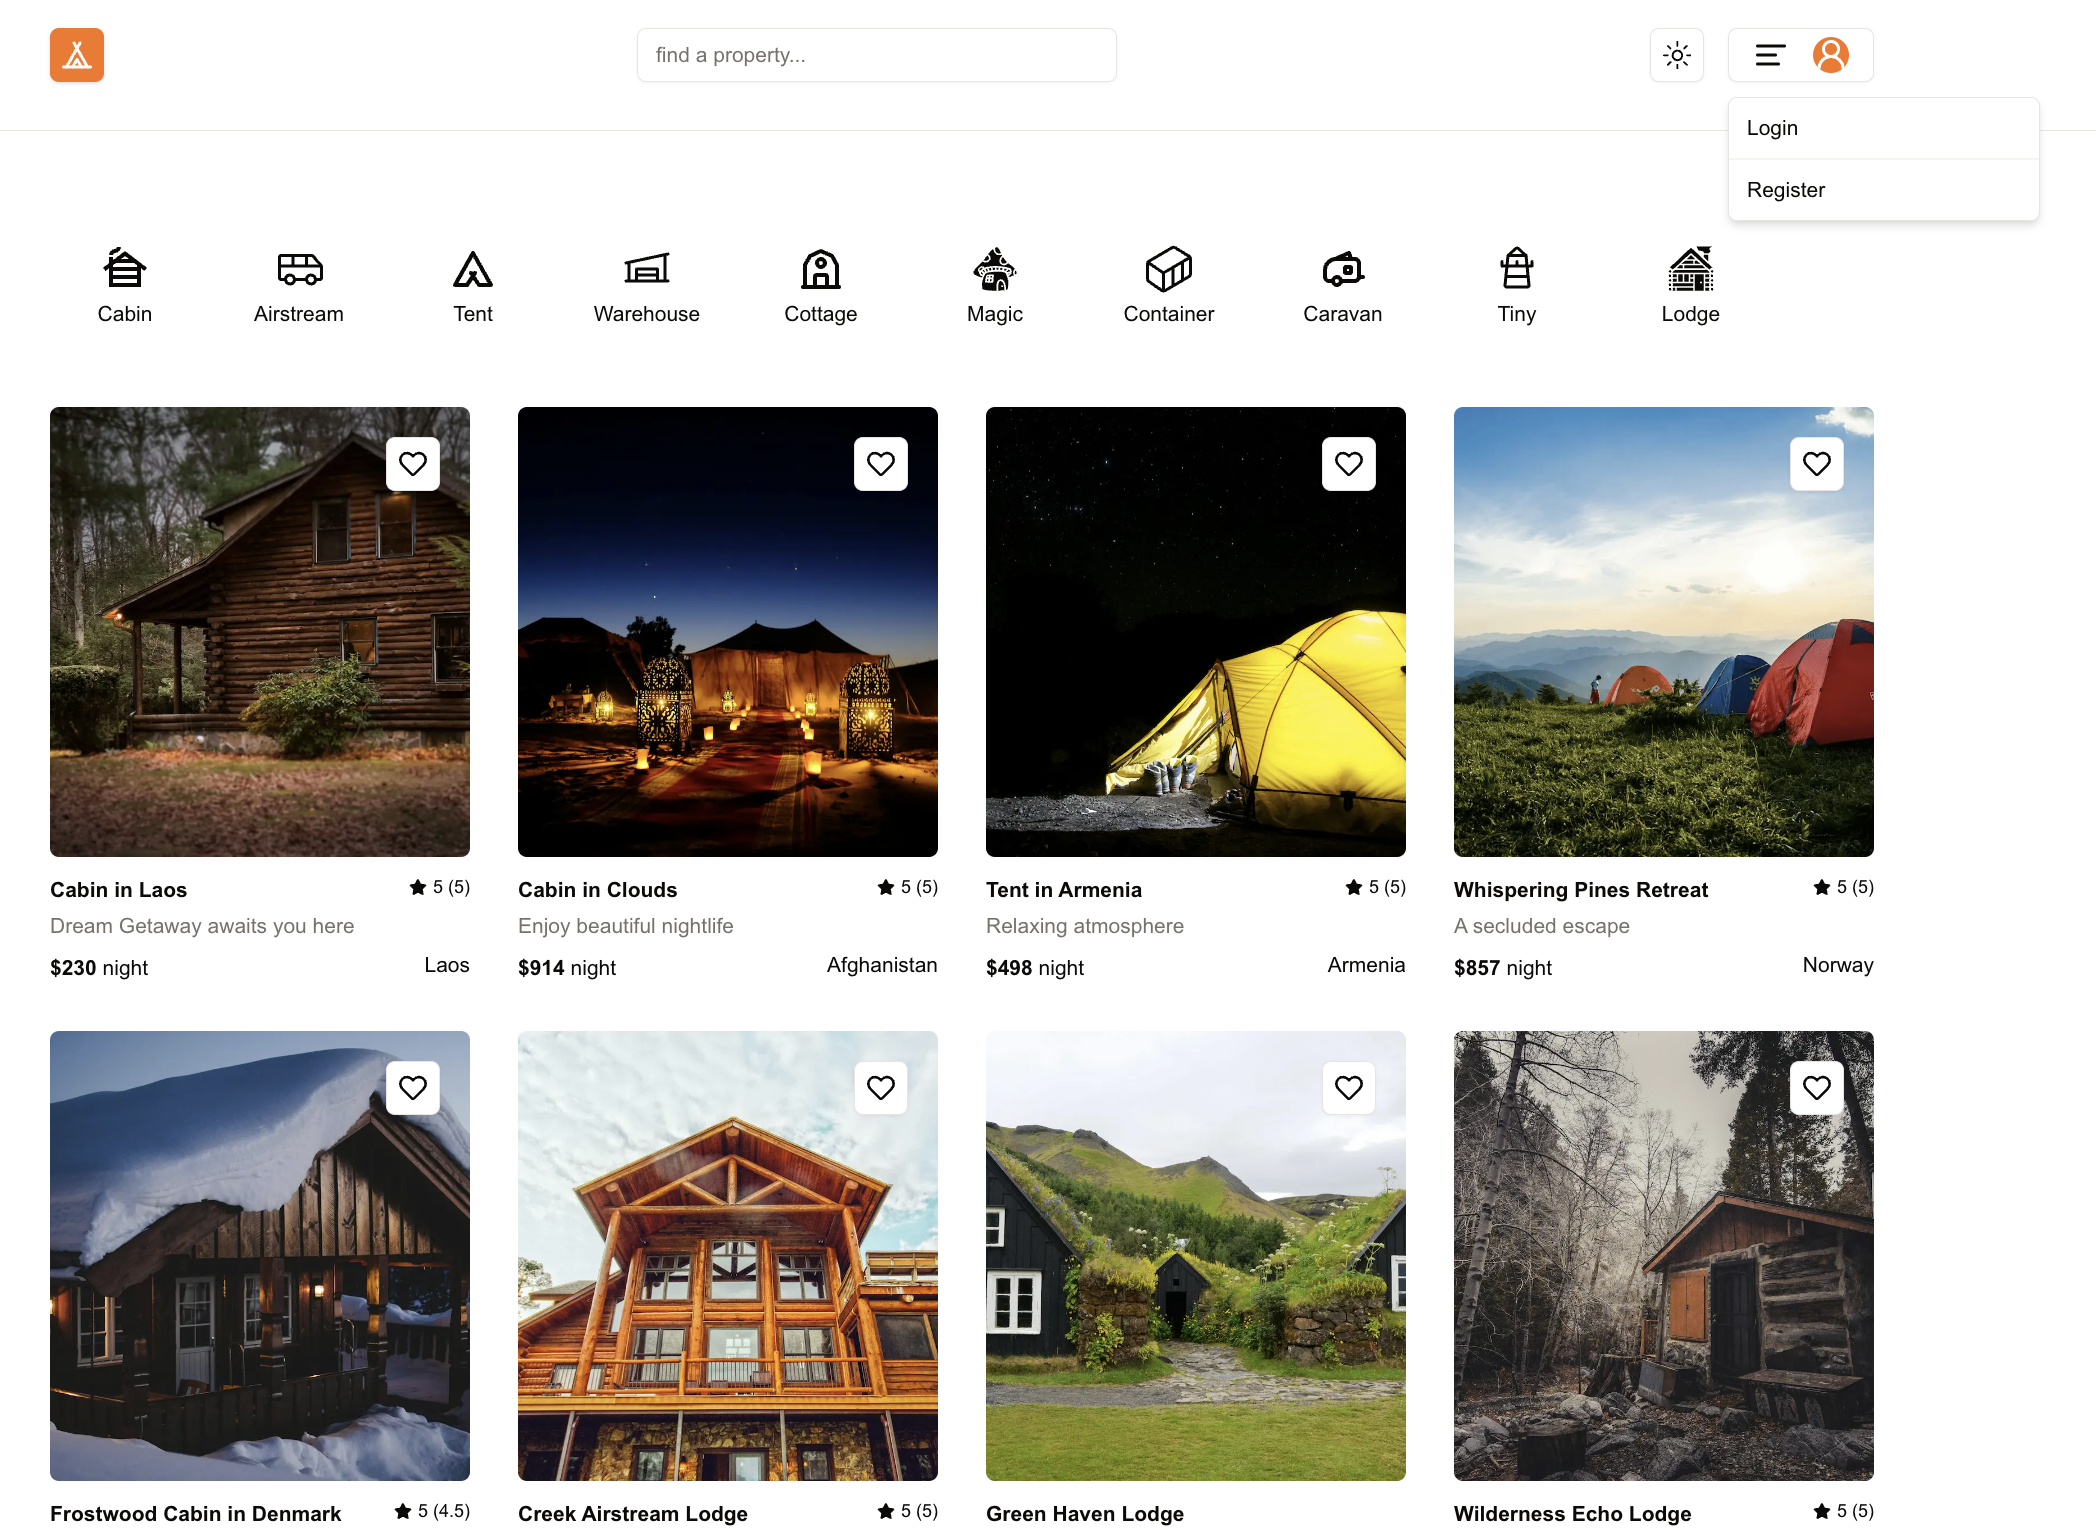 find a property...
Login
Register
Cabin
Airstream
Tent
Warehouse
Cottage
Magic
Container
Caravan
Tiny
Lodge
Cabin in Laos
5 (5)
Dream Getaway awaits you here
$230 night
Laos
Cabin in Clouds
5 (5)
Enjoy beautiful nightlife
$914 night
Afghanistan
Tent in Armenia
5 (5)
Relaxing atmosphere
$498 night
Armenia
Whispering Pines Retreat
5 (5)
A secluded escape
$857 night
Norway
Frostwood Cabin in Denmark
5 (4.5)
Creek Airstream Lodge
5 (5)
Green Haven Lodge
Wilderness Echo Lodge
5 (5)